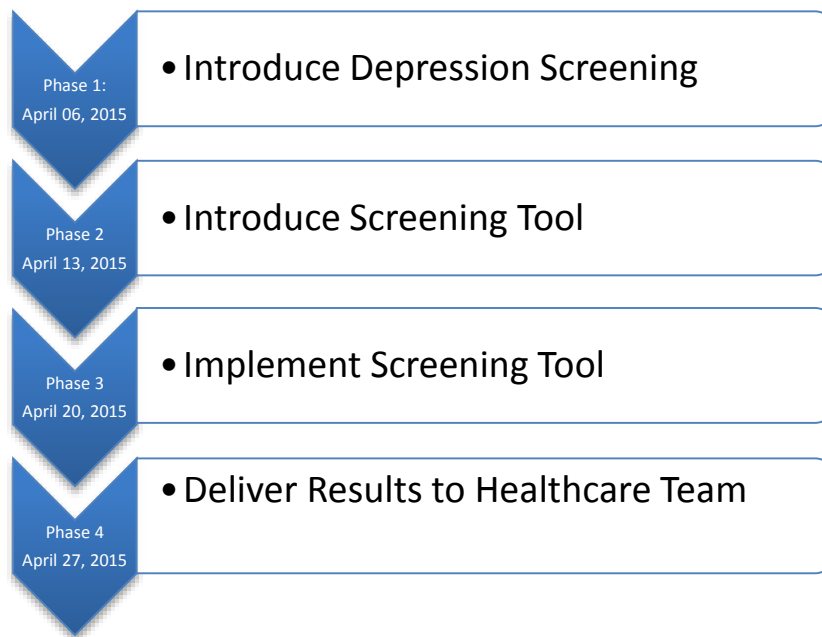 Phase 1:
April 06, 2015
• Introduce Depression Screening
Phase 2
April 13, 2015
• Introduce Screening Tool
Phase 3
April 20, 2015
• Implement Screening Tool
Phase 4
April 27, 2015
• Deliver Results to Healthcare Team